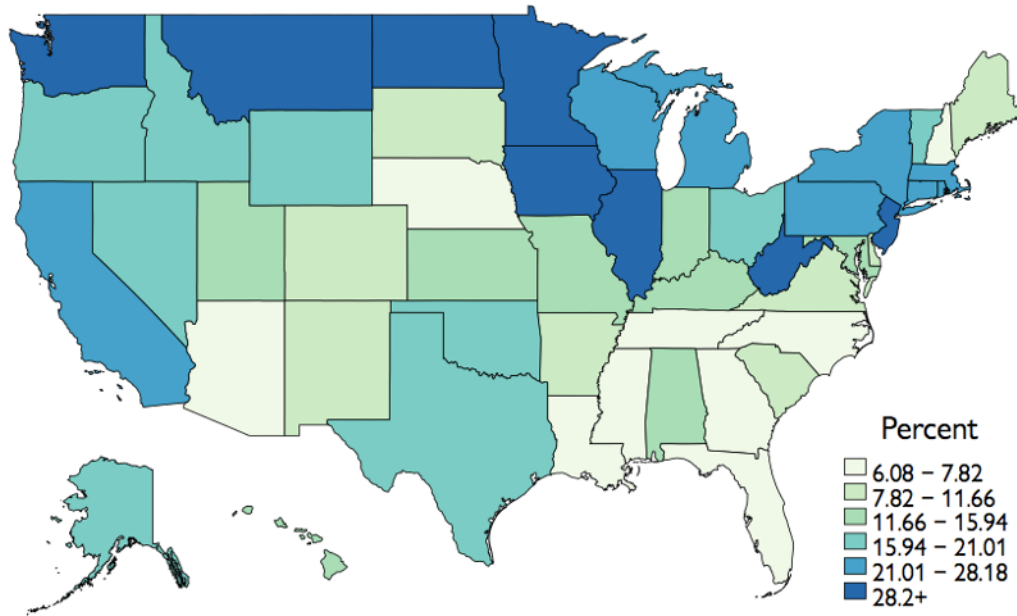 Percent
6.08 – 7.82
7.82 – 11.66
11.66 – 15.94
15.94 – 21.01
21.01 – 28.18
28.2+